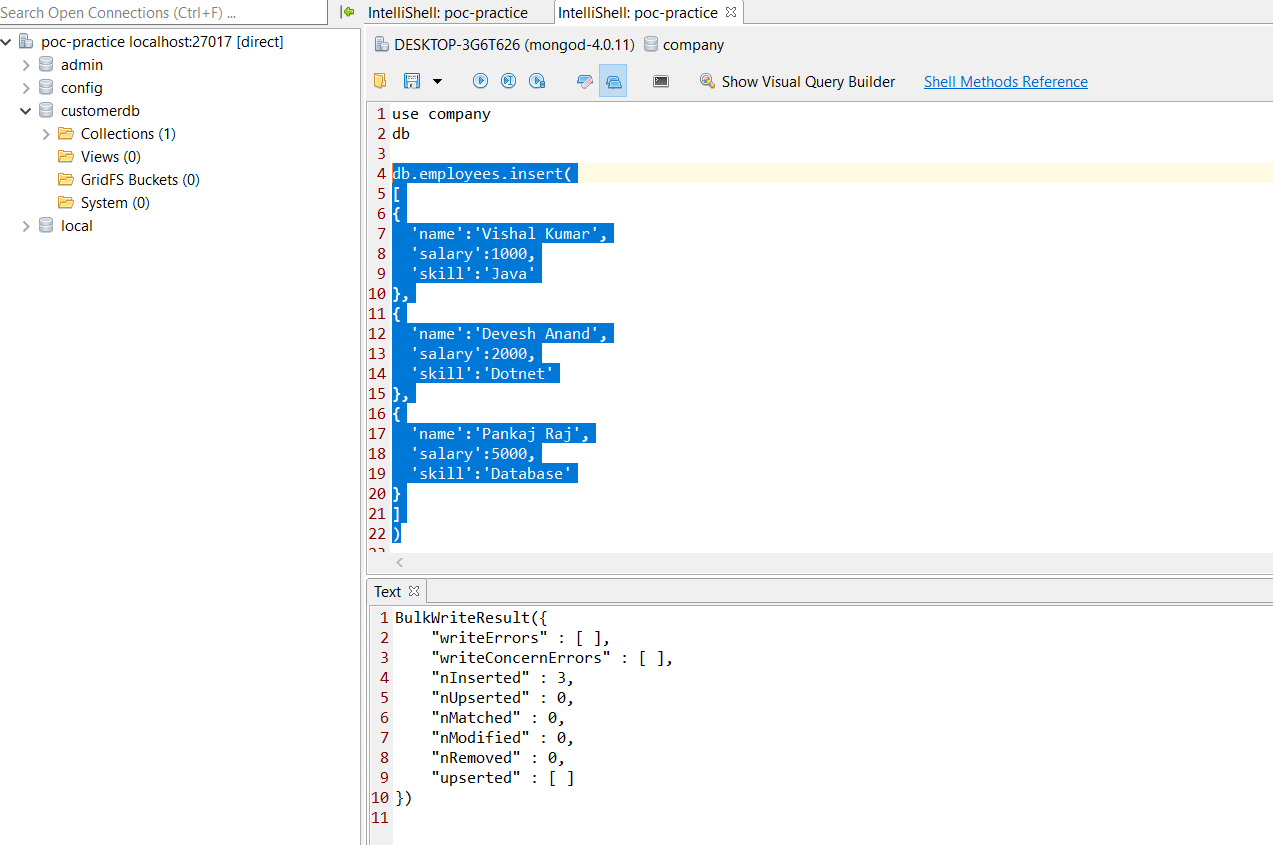 Search Open Connections (Ctrl+F) ...
poc-practice localhost:27017 [direct]
admin
config
customerdb
Collections (1)
Views (0)
GridFS Buckets (0)
System (0)
local
IntelliShell: poc-practice
IntelliShell: poc-practice
DESKTOP-3G6T626 (mongod-4.0.11) company
Show Visual Query Builder Shell Methods Reference
1 use company
2 db
3
4 db.employees.insert(
5 [
6 {
7 'name':'Vishal Kumar',
8 'salary':1000,
9 'skill':'Java'
10 },
11 {
12 'name':'Devesh Anand',
13 'salary':2000,
14 'skill':'Dotnet'
15 },
16 {
17 'name':'Pankaj Raj',
18 'salary':5000,
19 'skill':'Database'
20 }
21 ]
22 )
23
Text
1 BulkWriteResult({
2 "writeErrors" : [ ],
3 "writeConcernErrors" : [ ],
4 "nInserted" : 3,
5 "nUpserted" : 0,
6 "nMatched" : 0,
7 "nModified" : 0,
8 "nRemoved" : 0,
9 "upserted" : [ ]
10 })
11